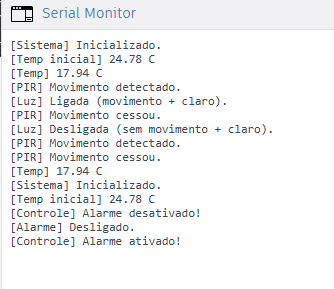 Serial Monitor
[Sistema] Inicializado.
[Temp inicial] 24.78 C
[Temp] 17.94 C
[PIR] Movimento detectado.
[Luz] Ligada (movimento + claro).
[PIR] Movimento cessou.
[Luz] Desligada (sem movimento + claro).
[PIR] Movimento detectado.
[PIR] Movimento cessou.
[Temp] 17.94 C
[Sistema] Inicializado.
[Temp inicial] 24.78 C
[Controle] Alarme desativado!
[Alarme] Desligado.
[Controle] Alarme ativado!